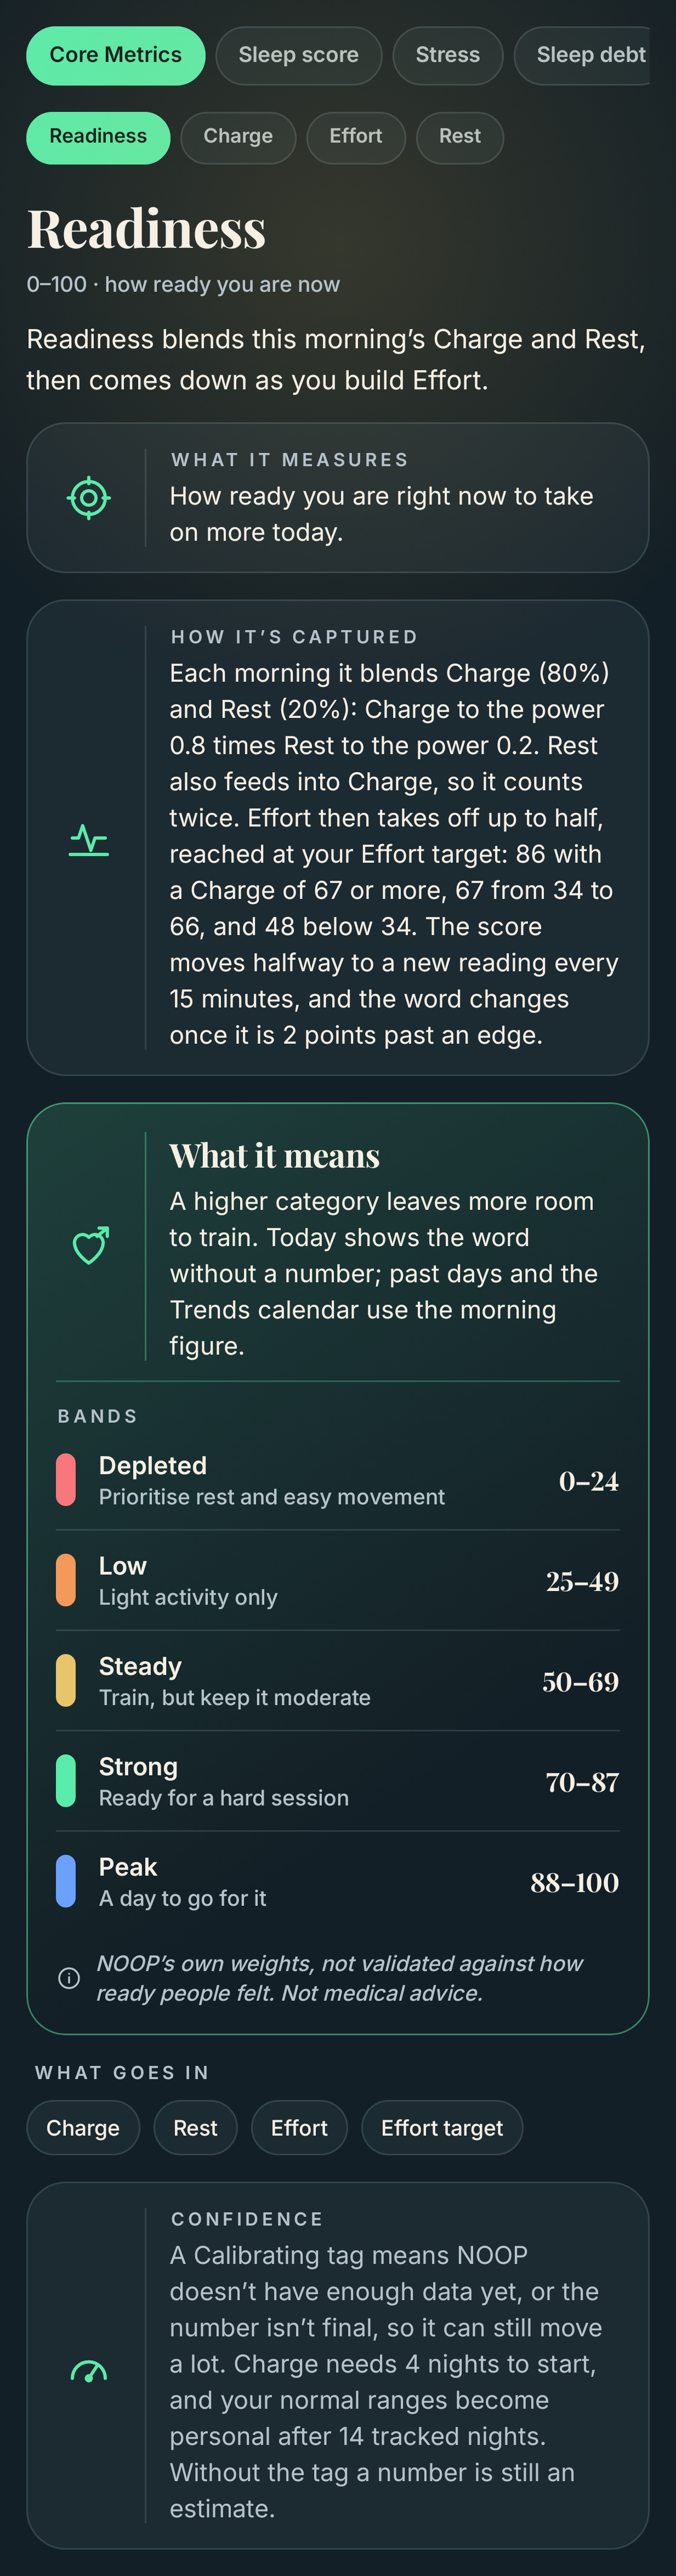 Core Metrics
Sleep score
Stress
Sleep debt
Readiness
Charge
Effort
Rest
Readiness
0–100 · how ready you are now
Readiness blends this morning’s Charge and Rest,
then comes down as you build Effort.
WHAT IT MEASURES
How ready you are right now to take
on more today.
HOW IT’S CAPTURED
Each morning it blends Charge (80%)
and Rest (20%): Charge to the power
0.8 times Rest to the power 0.2. Rest
also feeds into Charge, so it counts
twice. Effort then takes off up to half,
reached at your Effort target: 86 with
a Charge of 67 or more, 67 from 34 to
66, and 48 below 34. The score
moves halfway to a new reading every
15 minutes, and the word changes
once it is 2 points past an edge.
What it means
A higher category leaves more room
to train. Today shows the word
without a number; past days and the
Trends calendar use the morning
figure.
BANDS
Depleted
Prioritise rest and easy movement
0–24
Low
Light activity only
25–49
Steady
Train, but keep it moderate
50–69
Strong
Ready for a hard session
70–87
Peak
A day to go for it
88–100
NOOP’s own weights, not validated against how
ready people felt. Not medical advice.
WHAT GOES IN
Charge
Rest
Effort
Effort target
CONFIDENCE
A Calibrating tag means NOOP
doesn’t have enough data yet, or the
number isn’t final, so it can still move
a lot. Charge needs 4 nights to start,
and your normal ranges become
personal after 14 tracked nights.
Without the tag a number is still an
estimate.